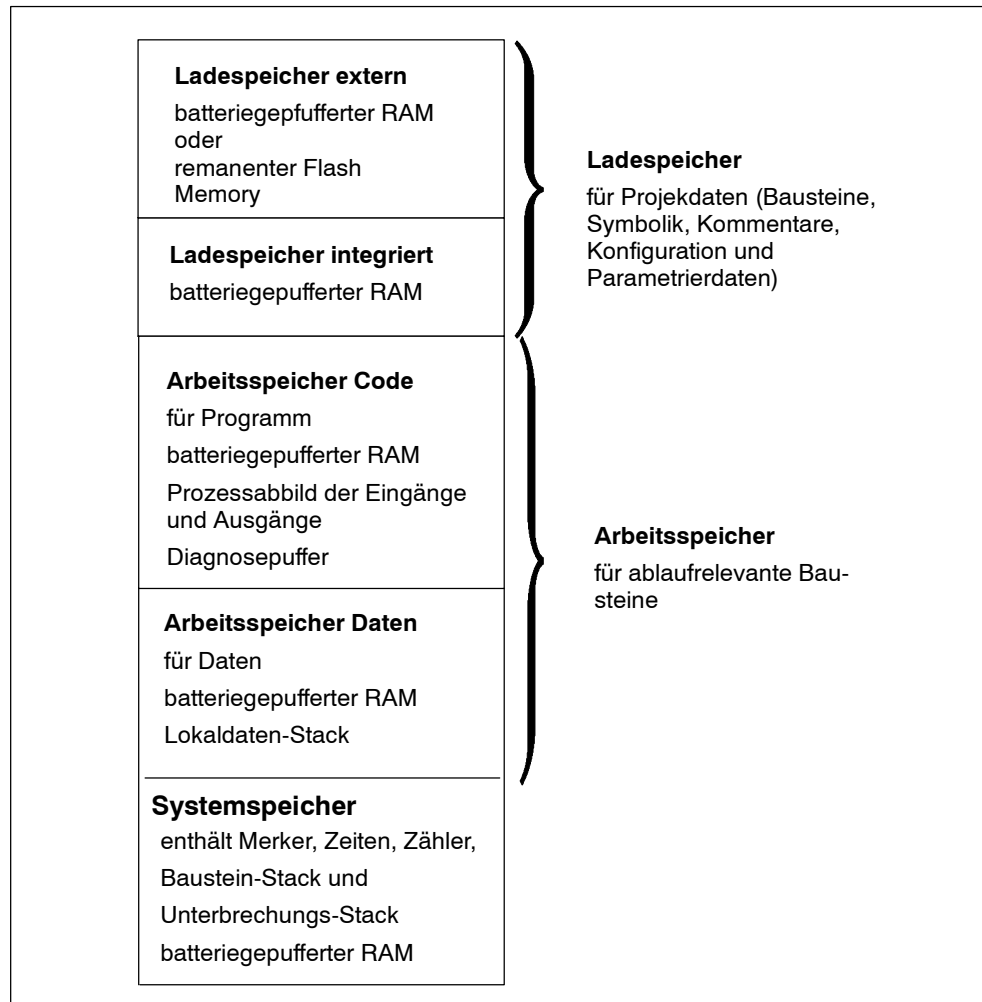 Ladespeicher extern
batteriegepfufferter RAM
oder
remanenter Flash
Memory
Ladespeicher
für Projekdaten (Bausteine,
Symbolik, Kommentare,
Konfiguration und
Parametrierdaten)
Ladespeicher integriert
batteriegepufferter RAM
Arbeitsspeicher Code
für Programm
batteriegepufferter RAM
Prozessabbild der Eingänge
und Ausgänge
Diagnosepuffer
Arbeitsspeicher
für ablaufrelevante Bau-
steine
Arbeitsspeicher Daten
für Daten
batteriegepufferter RAM
Lokaldaten-Stack
Systemspeicher
enthält Merker, Zeiten, Zähler,
Baustein-Stack und
Unterbrechungs-Stack
batteriegepufferter RAM